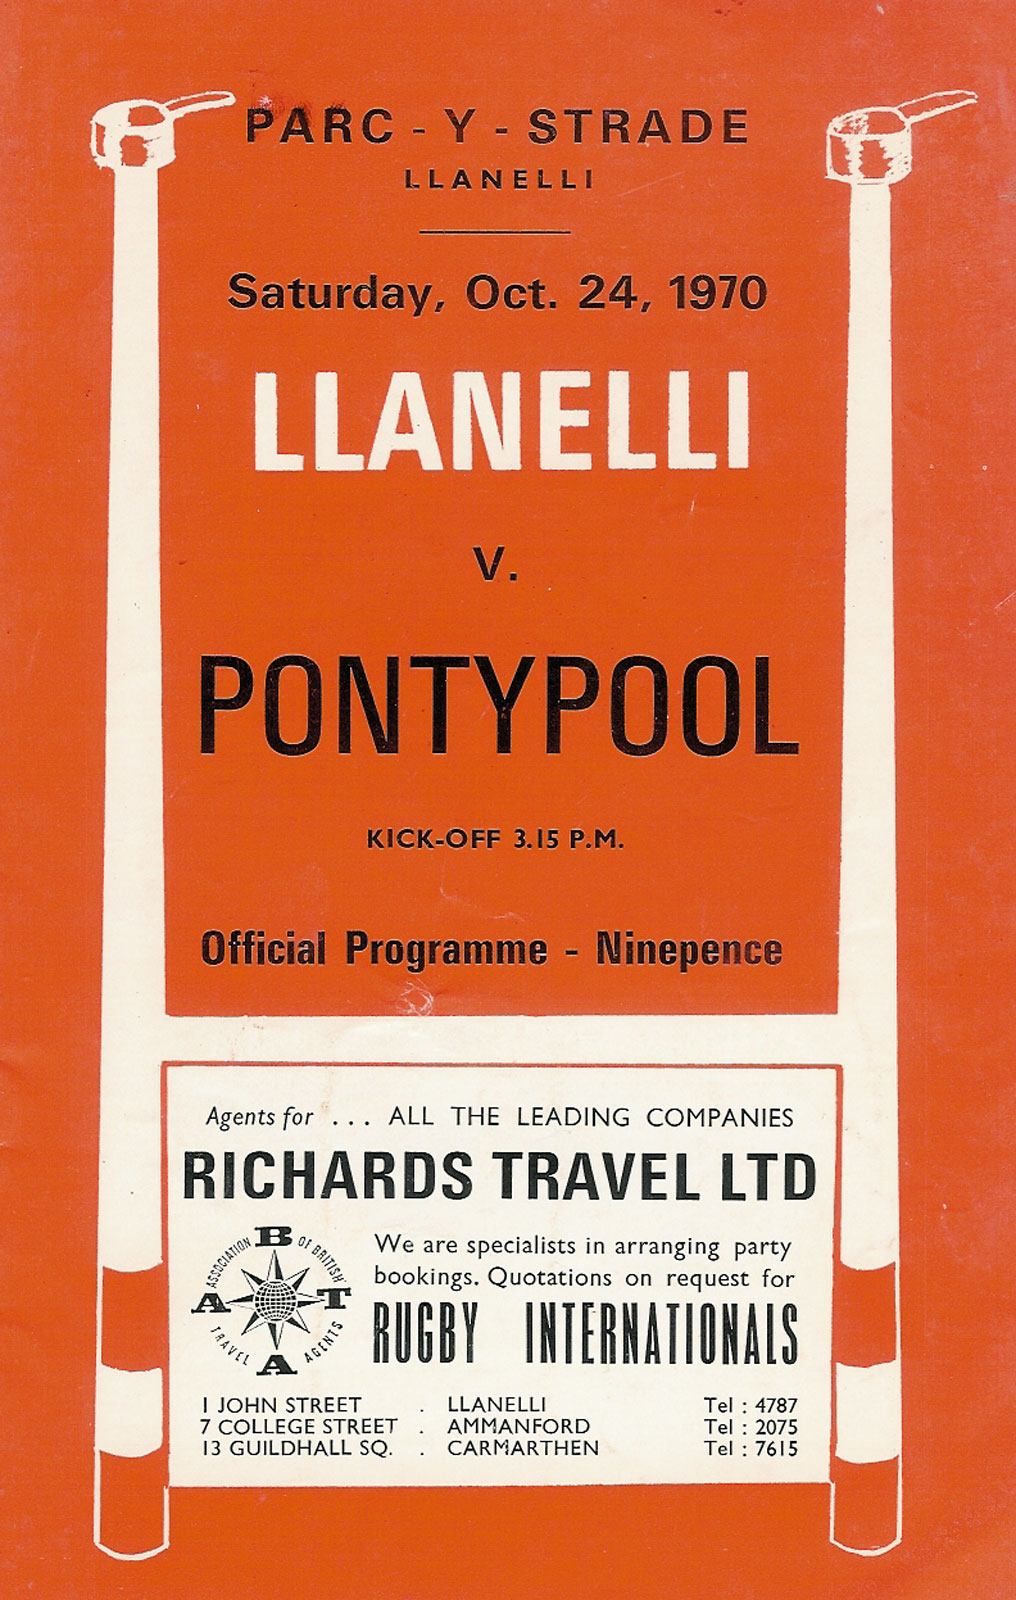 PARC - Y - STRADE
LLANELLI
Saturday, Oct. 24, 1970
LLANELLI
V.
PONTYPOOL
KICK-OFF 3.15 P.M.
Official Programme - Ninepence
Agents for ... ALL THE LEADING COMPANIES
RICHARDS TRAVEL LTD
ABTA
ASSOCIATION OF BRITISH TRAVEL AGENTS
We are specialists in arranging party
bookings. Quotations on request for
RUGBY INTERNATIONALS
1 JOHN STREET . LLANELLI Tel : 4787
7 COLLEGE STREET . AMMANFORD Tel : 2075
13 GUILDHALL SQ. . CARMARTHEN Tel : 7615